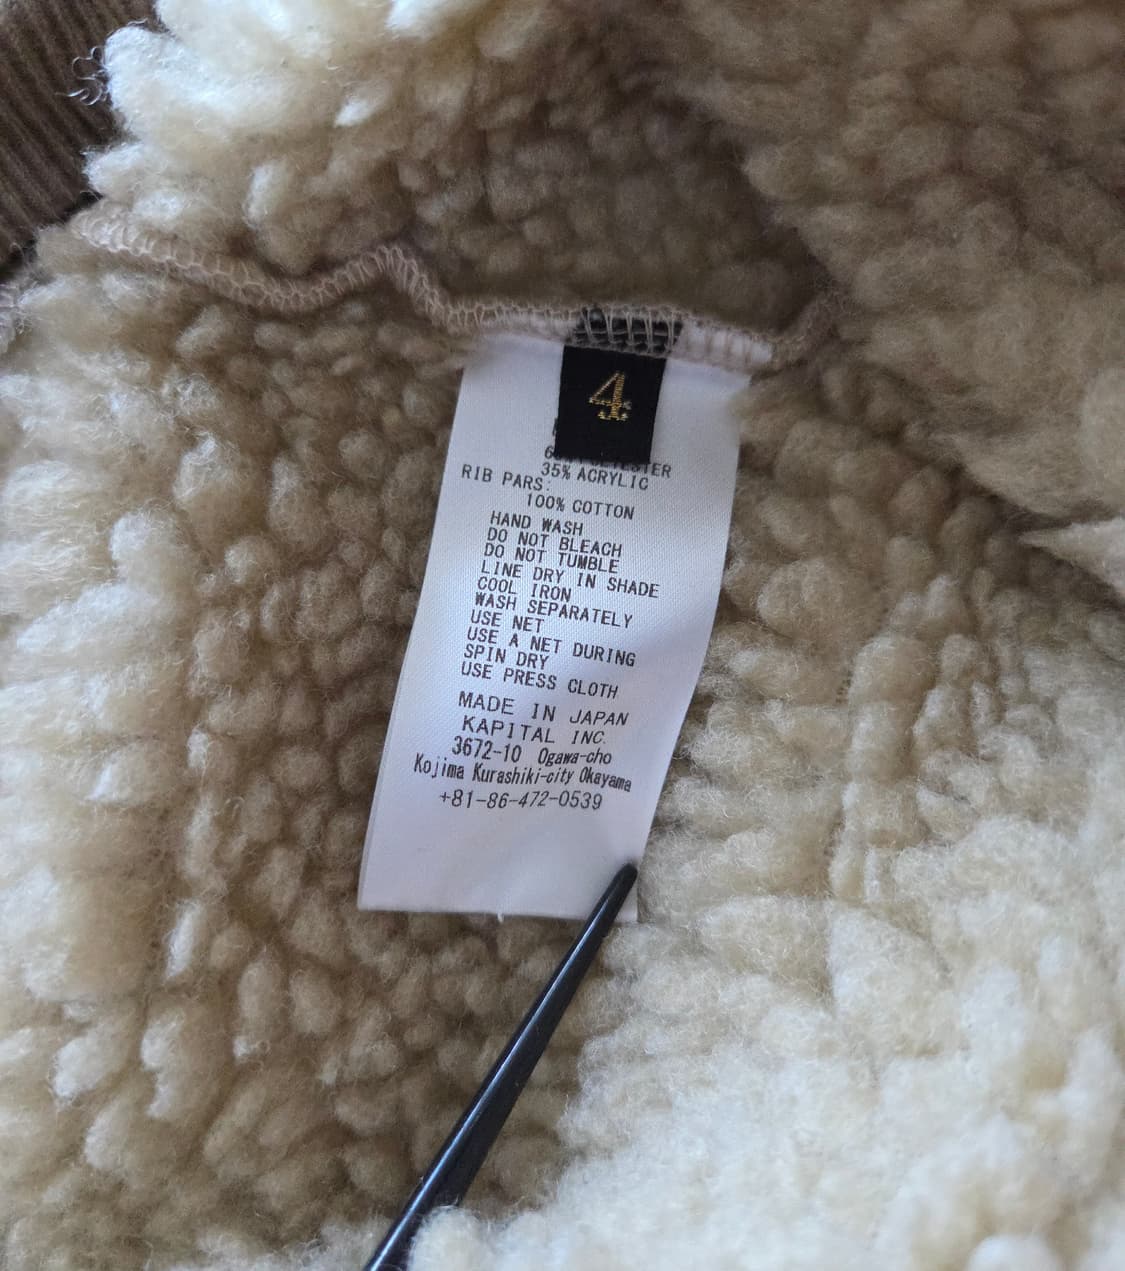 4
35% ACRYLIC
RIB PARS:
100% COTTON
HAND WASH
DO NOT BLEACH
DO NOT TUMBLE
LINE DRY IN SHADE
COOL IRON
WASH SEPARATELY
USE NET
USE A NET DURING
SPIN DRY
USE PRESS CLOTH
MADE IN JAPAN
KAPITAL INC.
3672-10 Ogawa-cho
Kojima Kurashiki-city Okayama
+81-86-472-0539